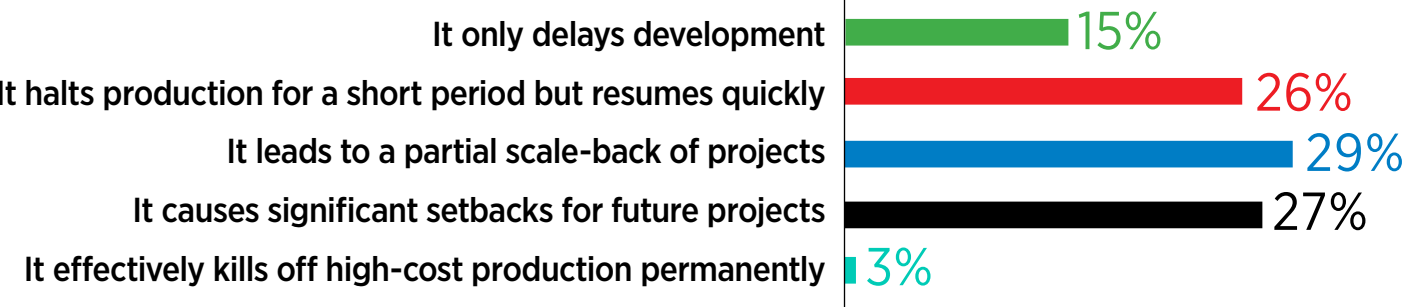 It only delays development 15%
It halts production for a short period but resumes quickly 26%
It leads to a partial scale-back of projects 29%
It causes significant setbacks for future projects 27%
It effectively kills off high-cost production permanently 3%